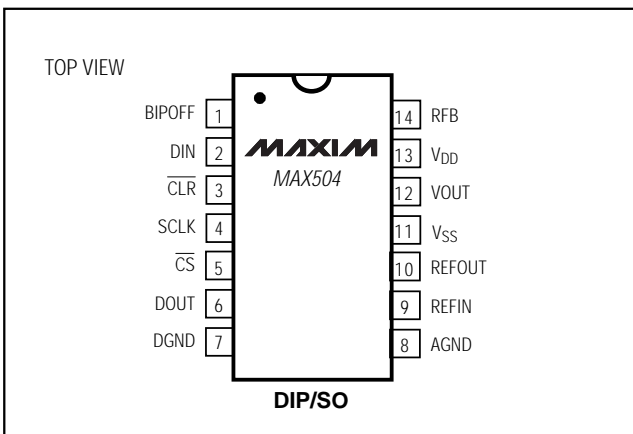 TOP VIEW
BIPOFF 1
DIN 2
CLR 3
SCLK 4
CS 5
DOUT 6
DGND 7
MAXIM
MAX504
14 RFB
13 VDD
12 VOUT
11 VSS
10 REFOUT
9 REFIN
8 AGND
DIP/SO